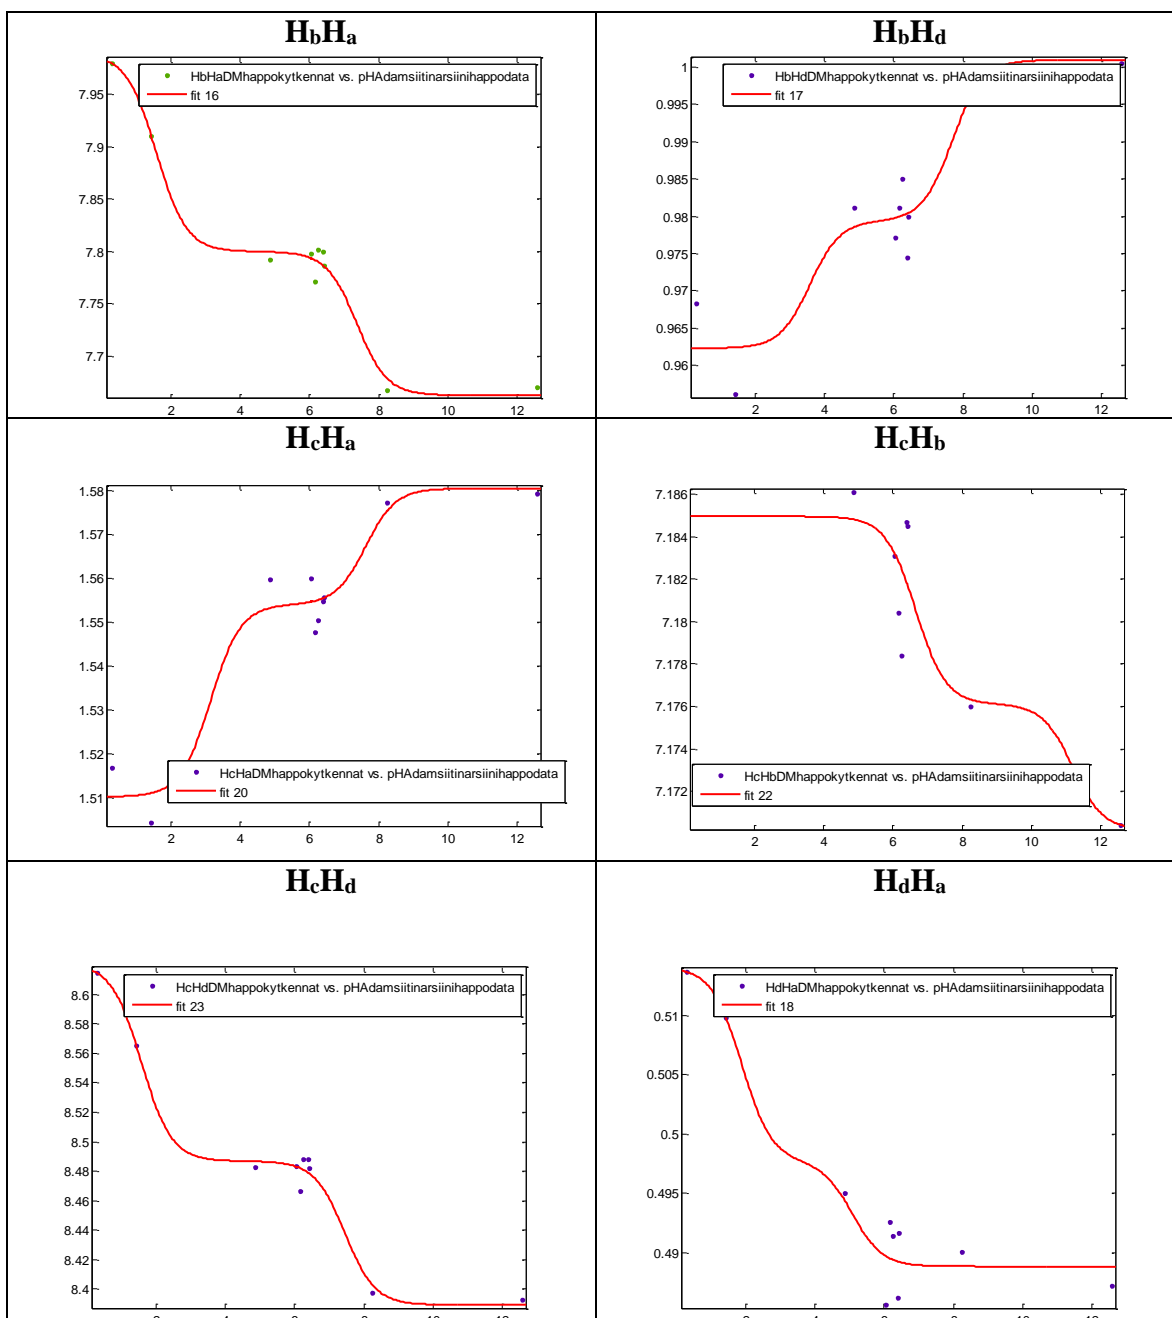 HbHa
HbHaDMhappokytkennat vs. pHAdamsiitinarsiinihappodata
fit 16
7.95
7.9
7.85
7.8
7.75
7.7
2 4 6 8 10 12
HbHd
HbHdDMhappokytkennat vs. pHAdamsiitinarsiinihappodata
fit 17
1
0.995
0.99
0.985
0.98
0.975
0.97
0.965
0.96
2 4 6 8 10 12
HcHa
1.58
1.57
1.56
1.55
1.54
1.53
1.52
1.51
HcHaDMhappokytkennat vs. pHAdamsiitinarsiinihappodata
fit 20
2 4 6 8 10 12
HcHb
7.186
7.184
7.182
7.18
7.178
7.176
7.174
7.172
HcHbDMhappokytkennat vs. pHAdamsiitinarsiinihappodata
fit 22
2 4 6 8 10 12
HcHd
HcHdDMhappokytkennat vs. pHAdamsiitinarsiinihappodata
fit 23
8.6
8.58
8.56
8.54
8.52
8.5
8.48
8.46
8.44
8.42
8.4
HdHa
HdHaDMhappokytkennat vs. pHAdamsiitinarsiinihappodata
fit 18
0.51
0.505
0.5
0.495
0.49